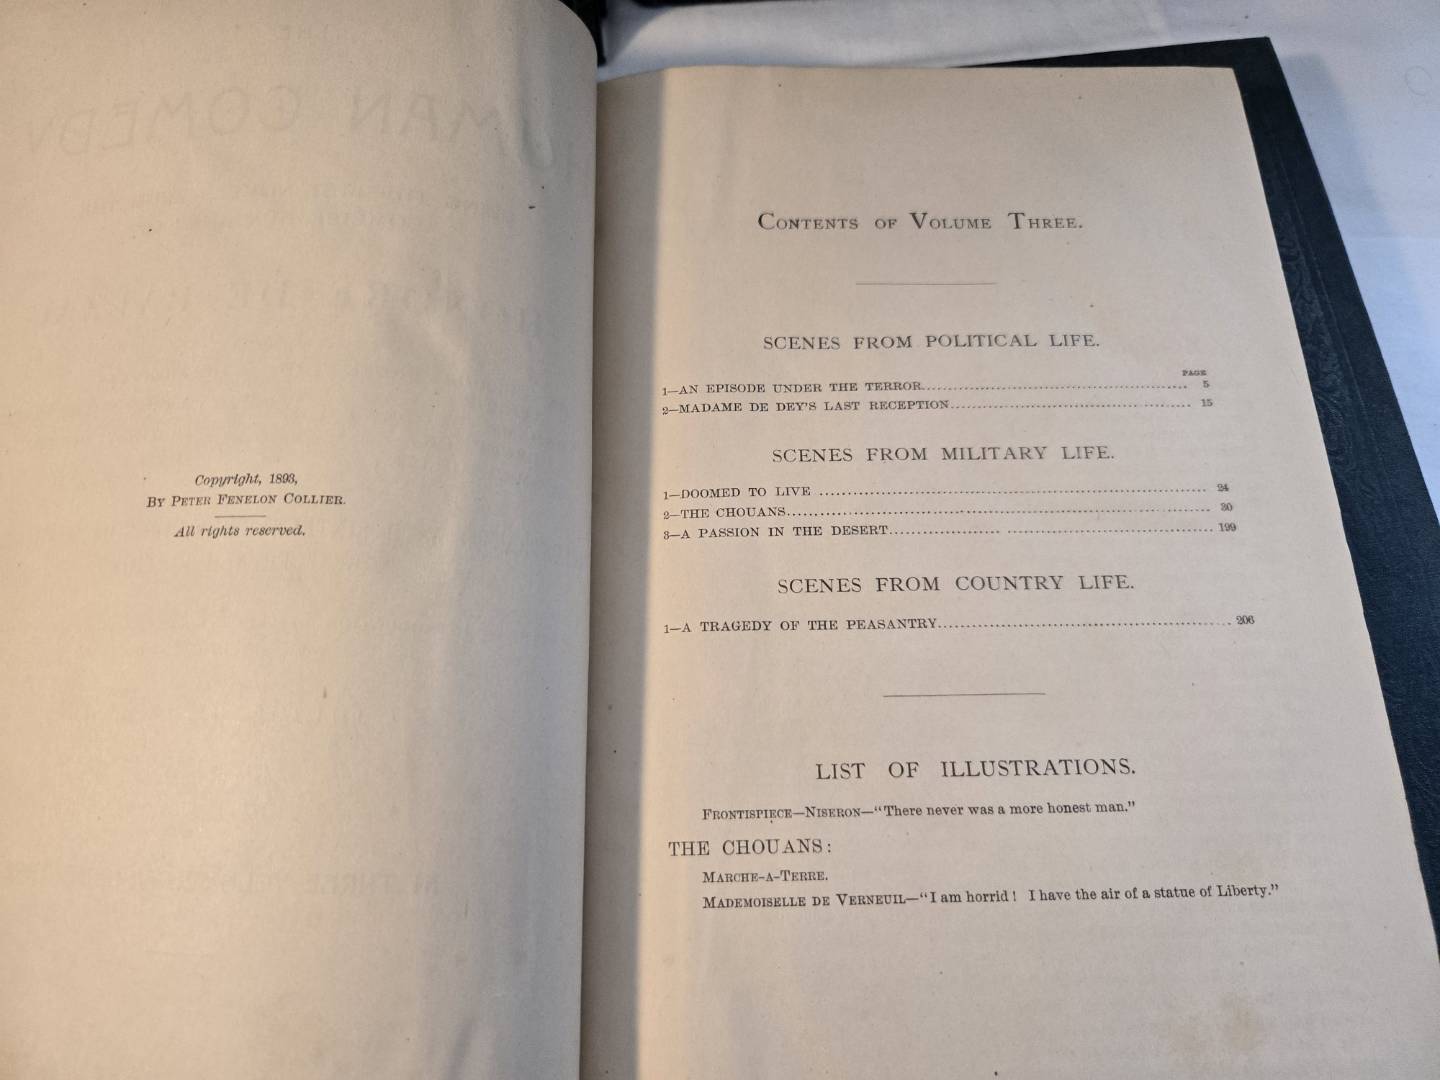 Copyright, 1893,
BY PETER FENELON COLLIER.
All rights reserved.
CONTENTS OF VOLUME THREE.
SCENES FROM POLITICAL LIFE.
PAGE
1—AN EPISODE UNDER THE TERROR........ 5
2—MADAME DE DEY'S LAST RECEPTION........ 15
SCENES FROM MILITARY LIFE.
1—DOOMED TO LIVE ........ 24
2—THE CHOUANS........ 30
3—A PASSION IN THE DESERT........ 199
SCENES FROM COUNTRY LIFE.
1—A TRAGEDY OF THE PEASANTRY........ 206
LIST OF ILLUSTRATIONS.
FRONTISPIECE—NISERON—“There never was a more honest man.”
THE CHOUANS:
MARCHE-A-TERRE.
MADEMOISELLE DE VERNEUIL—“I am horrid! I have the air of a statue of Liberty.”